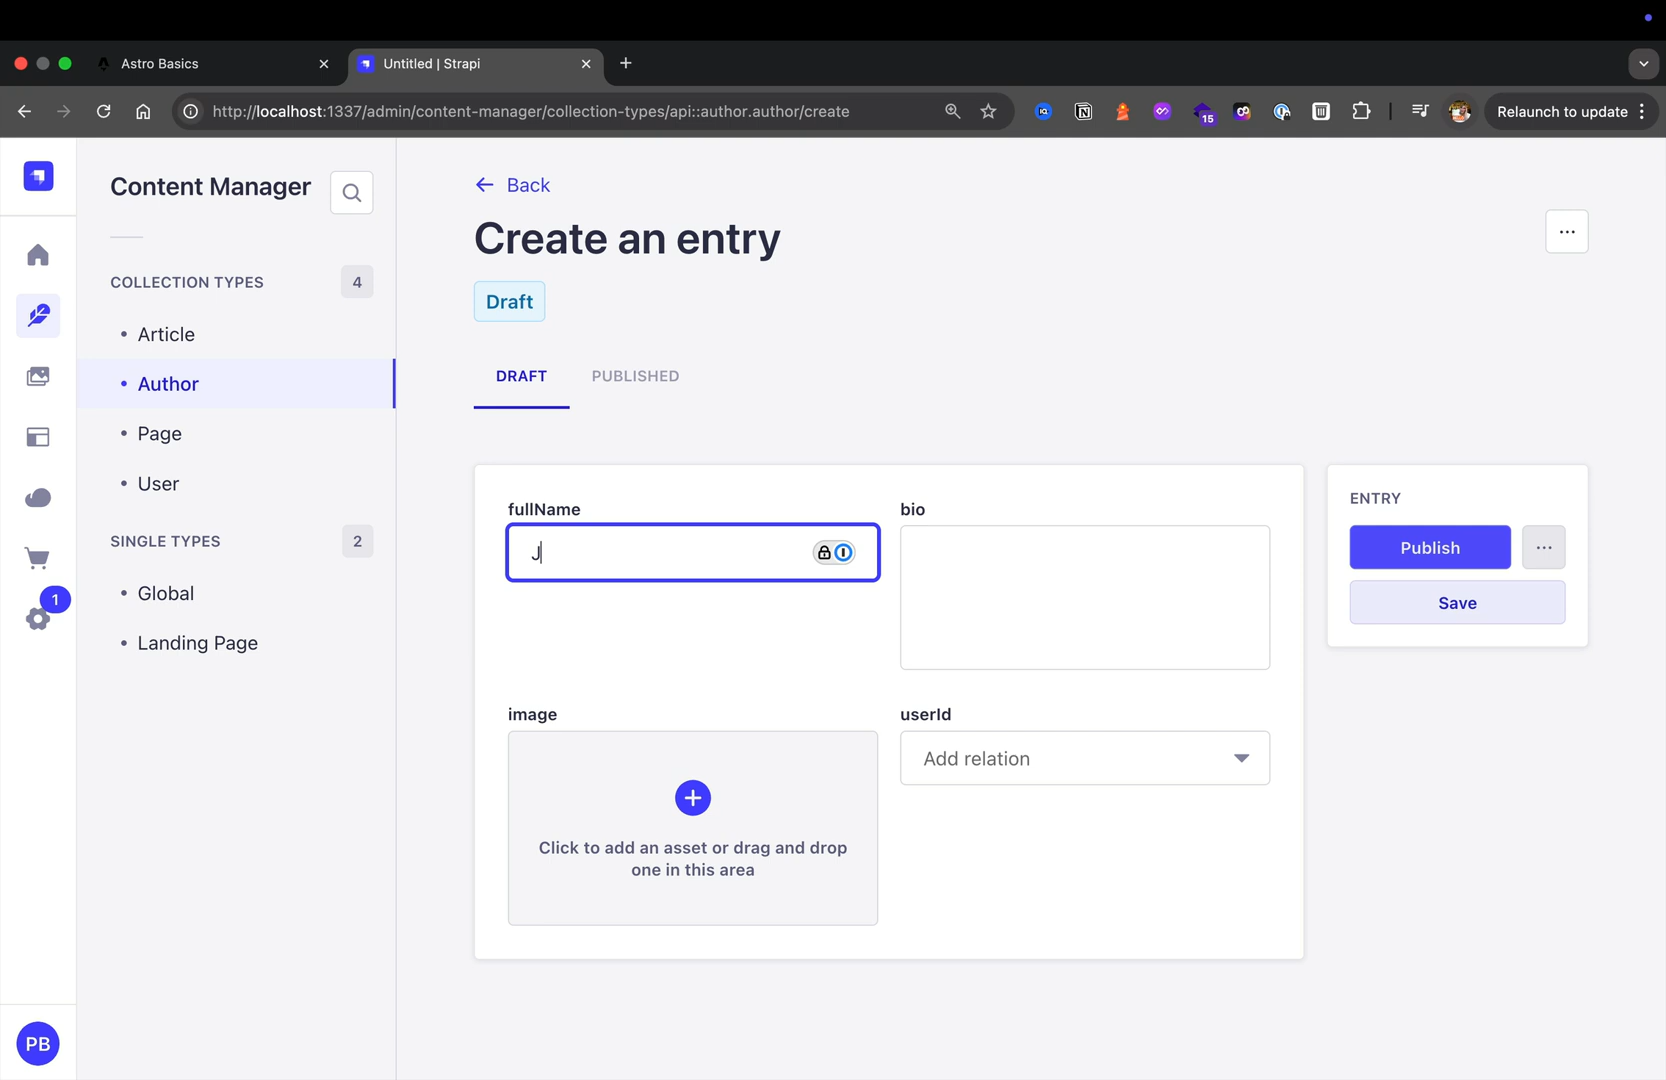 Astro Basics
Untitled | Strapi
http://localhost:1337/admin/content-manager/collection-types/api::author.author/create
15
Relaunch to update
Content Manager
COLLECTION TYPES
4
Article
Author
Page
User
SINGLE TYPES
2
Global
Landing Page
1
PB
Back
Create an entry
Draft
DRAFT
PUBLISHED
fullName
J
bio
image
Click to add an asset or drag and drop
one in this area
userId
Add relation
ENTRY
Publish
Save